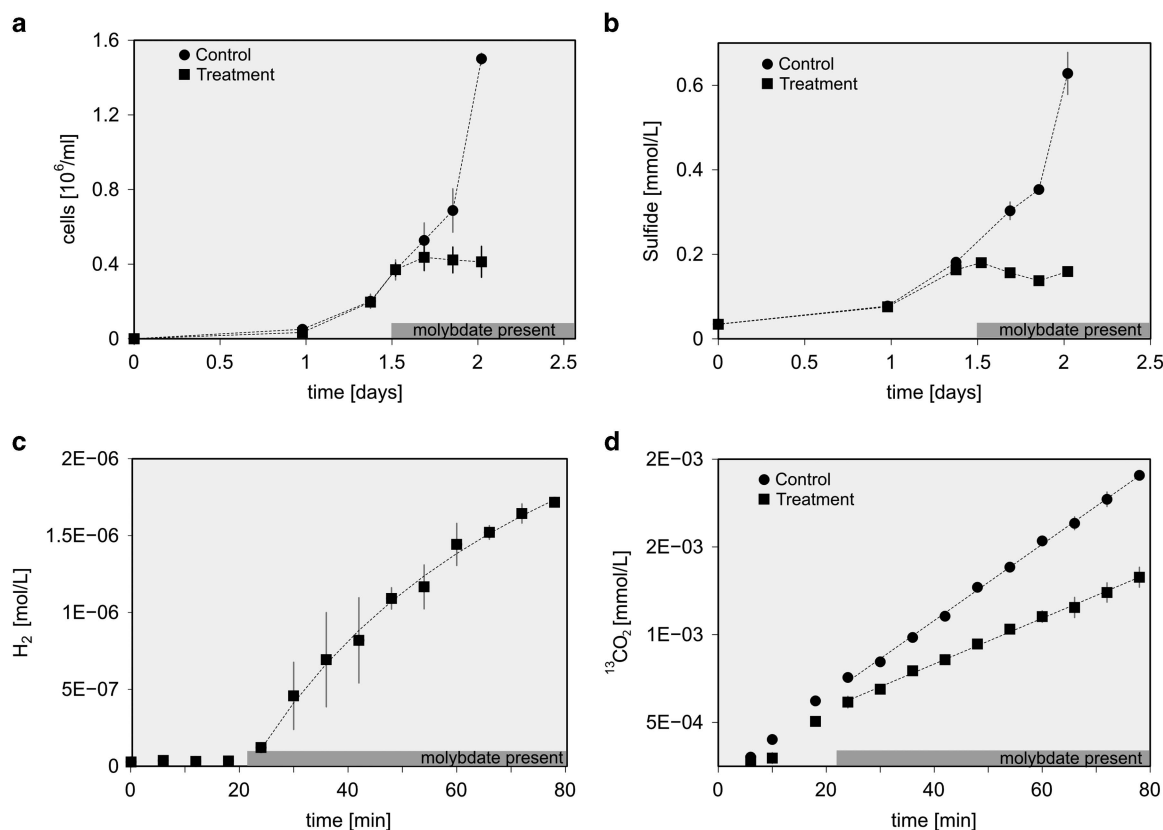 a
1.6
1.2
0.8
0.4
0
cells [10⁶/ml]
Control
Treatment
molybdate present
0
1
1.5
2
2.5
time [days]
b
0.6
0.4
0.2
0
Sulfide [mmol/L]
Control
Treatment
molybdate present
0
1
1.5
2
2.5
time [days]
c
2E−06
1.5E−06
1E−06
5E−07
0
H₂ [mol/L]
molybdate present
0
20
40
60
80
time [min]
d
2E−03
2E−03
1E−03
5E−04
¹³CO₂ [mmol/L]
Control
Treatment
molybdate present
0
20
40
60
80
time [min]